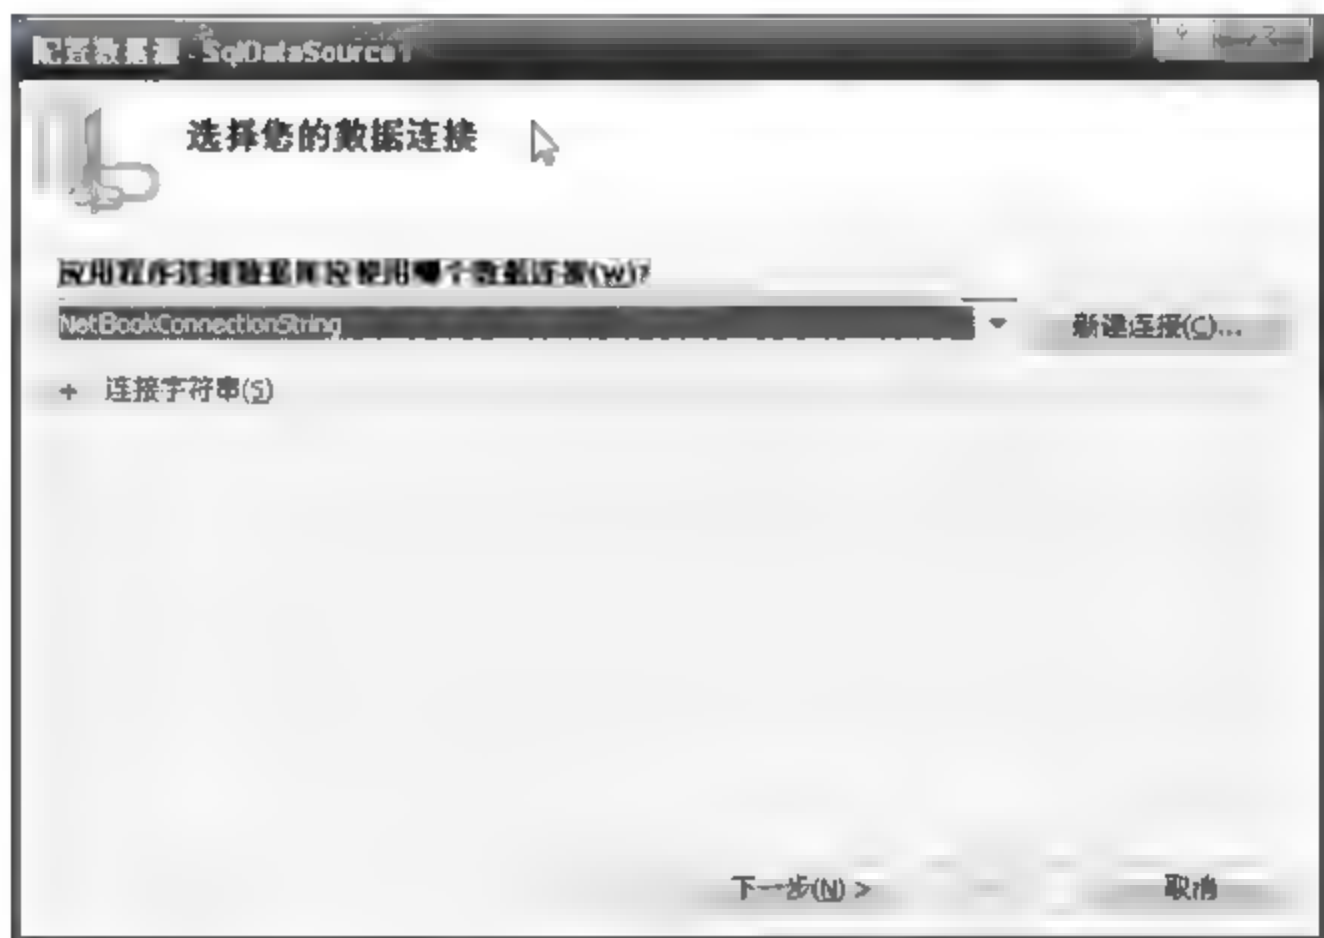 配置数据源 - SqlDataSource1
选择您的数据连接
应用程序连接数据库应使用哪个数据连接(W)?
NetBookConnectionString
新建连接(C)...
+ 连接字符串(S)
下一步(N) >
取消